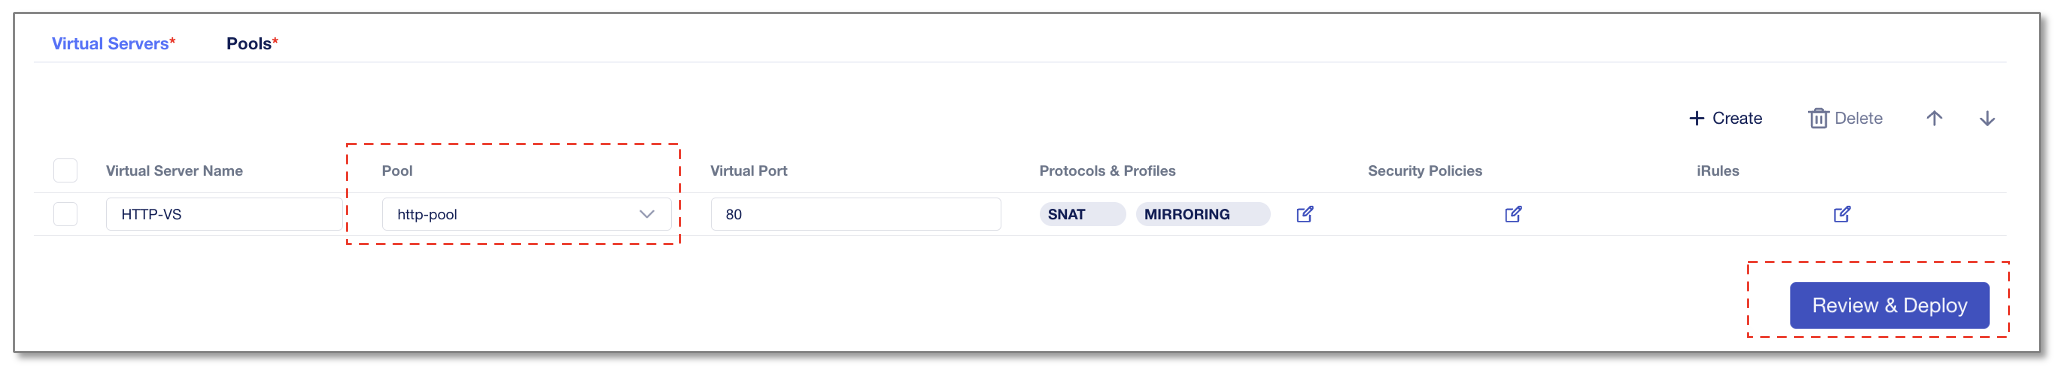 Virtual Servers* Pools*
+ Create Delete
Virtual Server Name Pool Virtual Port Protocols & Profiles Security Policies iRules
HTTP-VS http-pool 80 SNAT MIRRORING
Review & Deploy